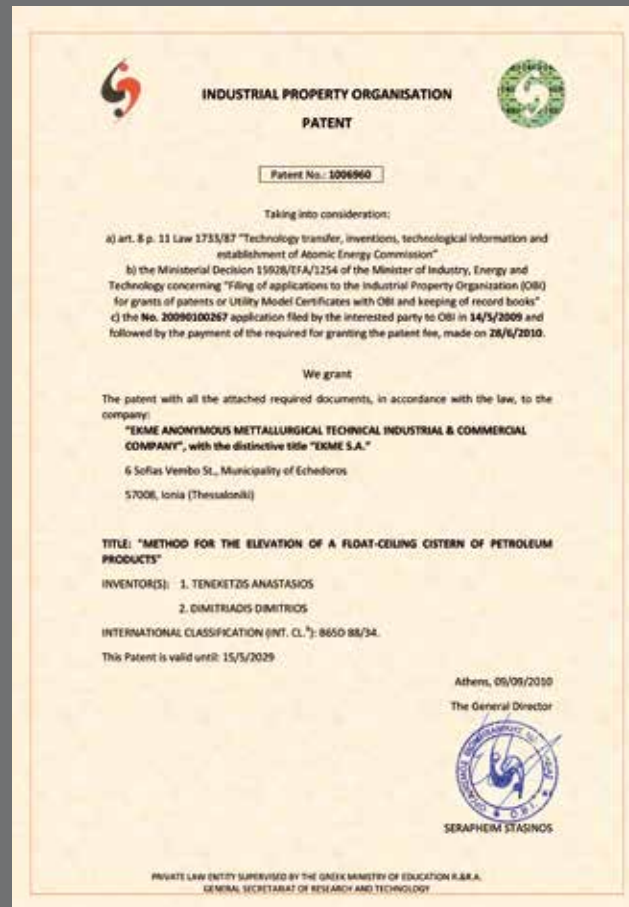 INDUSTRIAL PROPERTY ORGANISATION
PATENT
Patent No.: 1006960
Taking into consideration:
a) art. 8 p. 11 Law 1733/87 "Technology transfer, inventions, technological information and
establishment of Atomic Energy Commission"
b) the Ministerial Decision 15928/EFA/1254 of the Minister of Industry, Energy and
Technology concerning "Filing of applications to the Industrial Property Organization (OBI)
for grants of patents or Utility Model Certificates with OBI and keeping of record books"
c) the No. 20090100267 application filed by the interested party to OBI in 14/5/2009 and
followed by the payment of the required for granting the patent fee, made on 28/6/2010.
We grant
The patent with all the attached required documents, in accordance with the law, to the
company:
"EKME ANONYMOUS METTALLURGICAL TECHNICAL INDUSTRIAL & COMMERCIAL
COMPANY", with the distinctive title "EKME S.A."
6 Sofias Vembo St., Municipality of Echedoros
57008, Ionia (Thessaloniki)
TITLE: "METHOD FOR THE ELEVATION OF A FLOAT-CEILING CISTERN OF PETROLEUM
PRODUCTS"
INVENTOR(S): 1. TENEKETZIS ANASTASIOS
2. DIMITRIADIS DIMITRIOS
INTERNATIONAL CLASSIFICATION (INT. CL.): B65D 88/34.
This Patent is valid until: 15/5/2029
Athens, 09/09/2010
The General Director
O.B.I.
SERAPHEIM STASINOS
PRIVATE LAW ENTITY SUPERVISED BY THE GREEK MINISTRY OF EDUCATION R.&R.A.
GENERAL SECRETARIAT OF RESEARCH AND TECHNOLOGY